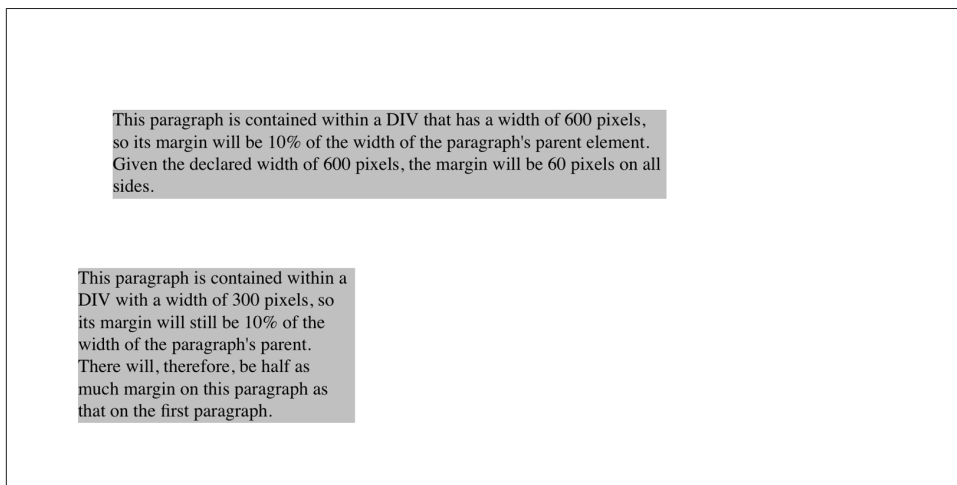 This paragraph is contained within a DIV that has a width of 600 pixels,
so its margin will be 10% of the width of the paragraph's parent element.
Given the declared width of 600 pixels, the margin will be 60 pixels on all
sides.
This paragraph is contained within a
DIV with a width of 300 pixels, so
its margin will still be 10% of the
width of the paragraph's parent.
There will, therefore, be half as
much margin on this paragraph as
that on the first paragraph.